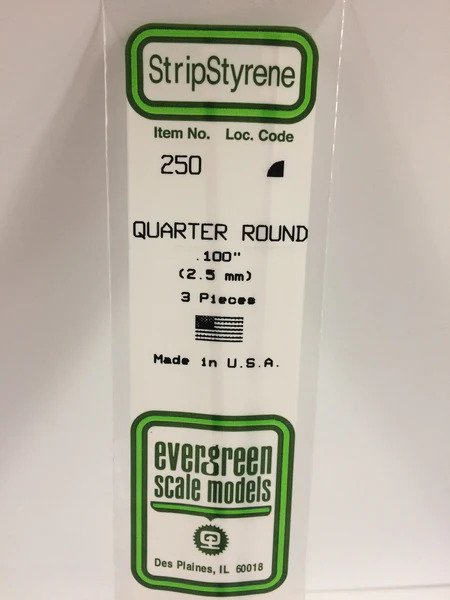 StripStyrene
Item No. Loc. Code
250
QUARTER ROUND
.100"
(2.5 mm)
3 Pieces
Made in U.S.A.
evergreen
scale models
Des Plaines, IL 60018